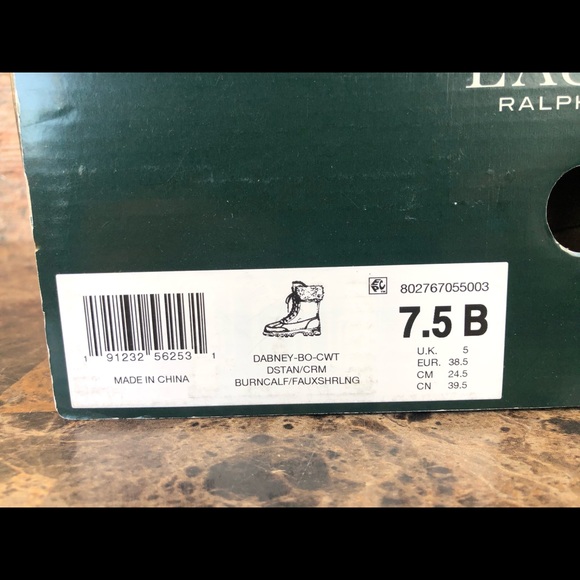 RALPH
802767055003
7.5 B
U.K. 5
EUR. 38.5
CM 24.5
CN 39.5
DABNEY-BO-CWT
DSTAN/CRM
BURNCALF/FAUXSHRLNG
1 91232 56253 1
MADE IN CHINA